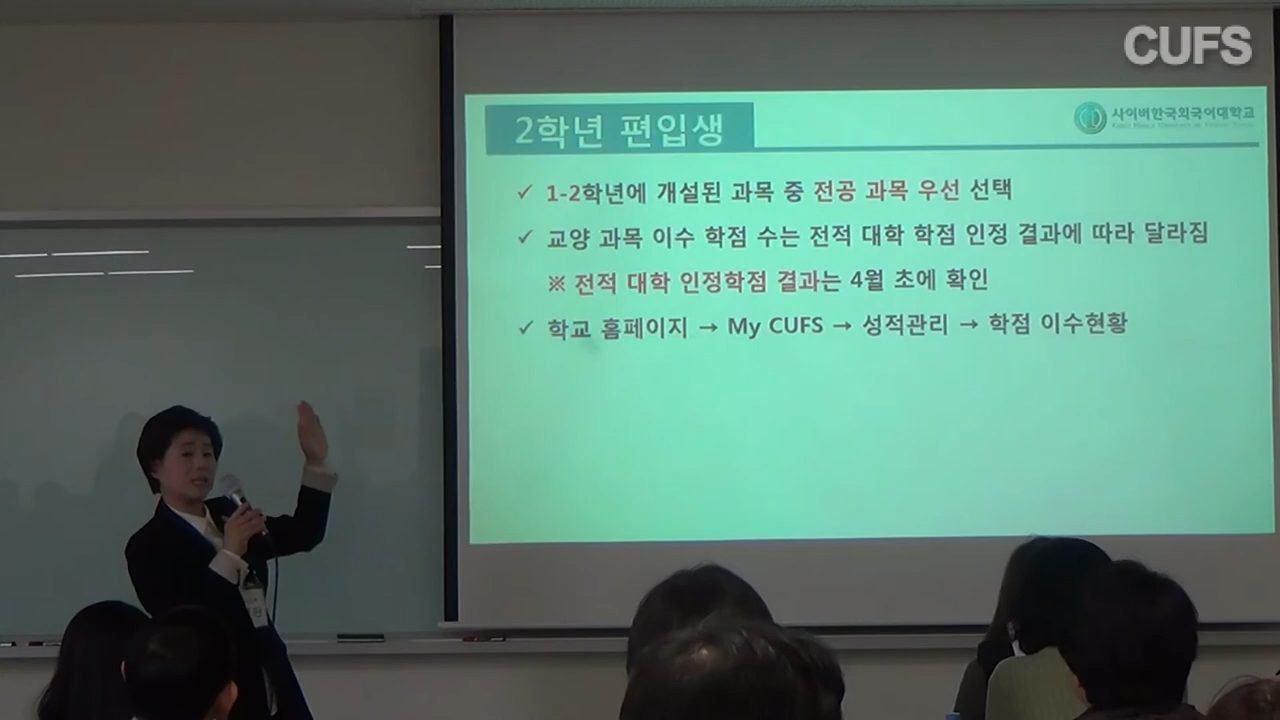 CUFS
사이버한국외국어대학교
2학년 편입생
✓ 1-2학년에 개설된 과목 중 전공 과목 우선 선택
✓ 교양 과목 이수 학점 수는 전적 대학 학점 인정 결과에 따라 달라짐
※ 전적 대학 인정학점 결과는 4월 초에 확인
✓ 학교 홈페이지 → My CUFS → 성적관리 → 학점 이수현황